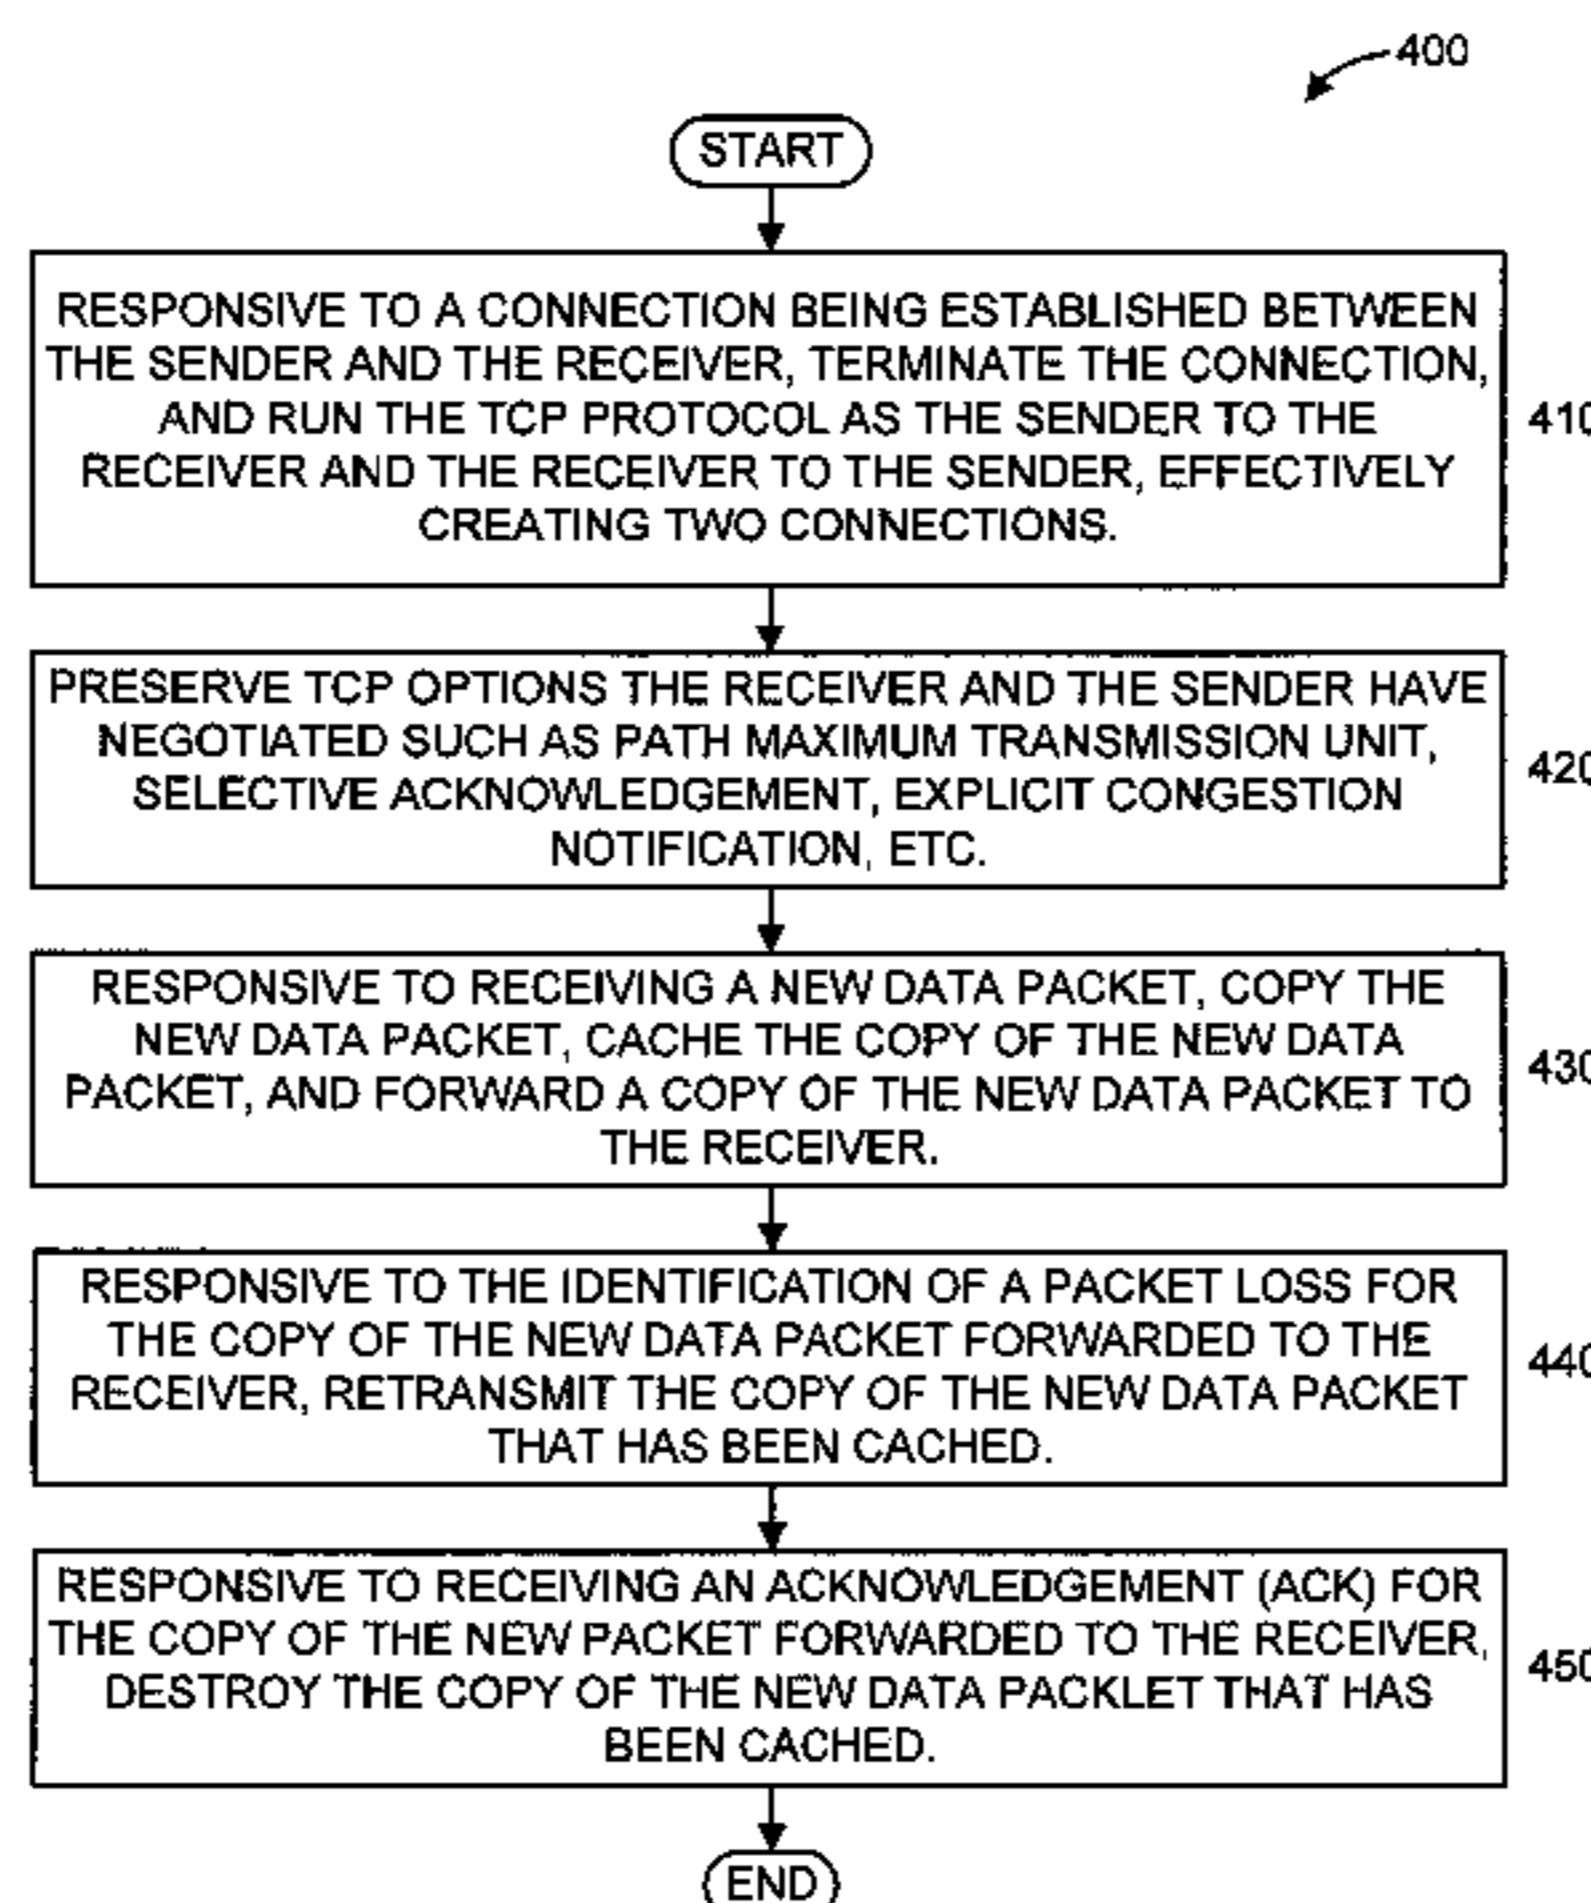 400
START
RESPONSIVE TO A CONNECTION BEING ESTABLISHED BETWEEN
THE SENDER AND THE RECEIVER, TERMINATE THE CONNECTION,
AND RUN THE TCP PROTOCOL AS THE SENDER TO THE
RECEIVER AND THE RECEIVER TO THE SENDER, EFFECTIVELY
CREATING TWO CONNECTIONS.
410
PRESERVE TCP OPTIONS THE RECEIVER AND THE SENDER HAVE
NEGOTIATED SUCH AS PATH MAXIMUM TRANSMISSION UNIT,
SELECTIVE ACKNOWLEDGEMENT, EXPLICIT CONGESTION
NOTIFICATION, ETC.
420
RESPONSIVE TO RECEIVING A NEW DATA PACKET, COPY THE
NEW DATA PACKET, CACHE THE COPY OF THE NEW DATA
PACKET, AND FORWARD A COPY OF THE NEW DATA PACKET TO
THE RECEIVER.
430
RESPONSIVE TO THE IDENTIFICATION OF A PACKET LOSS FOR
THE COPY OF THE NEW DATA PACKET FORWARDED TO THE
RECEIVER, RETRANSMIT THE COPY OF THE NEW DATA PACKET
THAT HAS BEEN CACHED.
440
RESPONSIVE TO RECEIVING AN ACKNOWLEDGEMENT (ACK) FOR
THE COPY OF THE NEW PACKET FORWARDED TO THE RECEIVER,
DESTROY THE COPY OF THE NEW DATA PACKLET THAT HAS
BEEN CACHED.
450
END